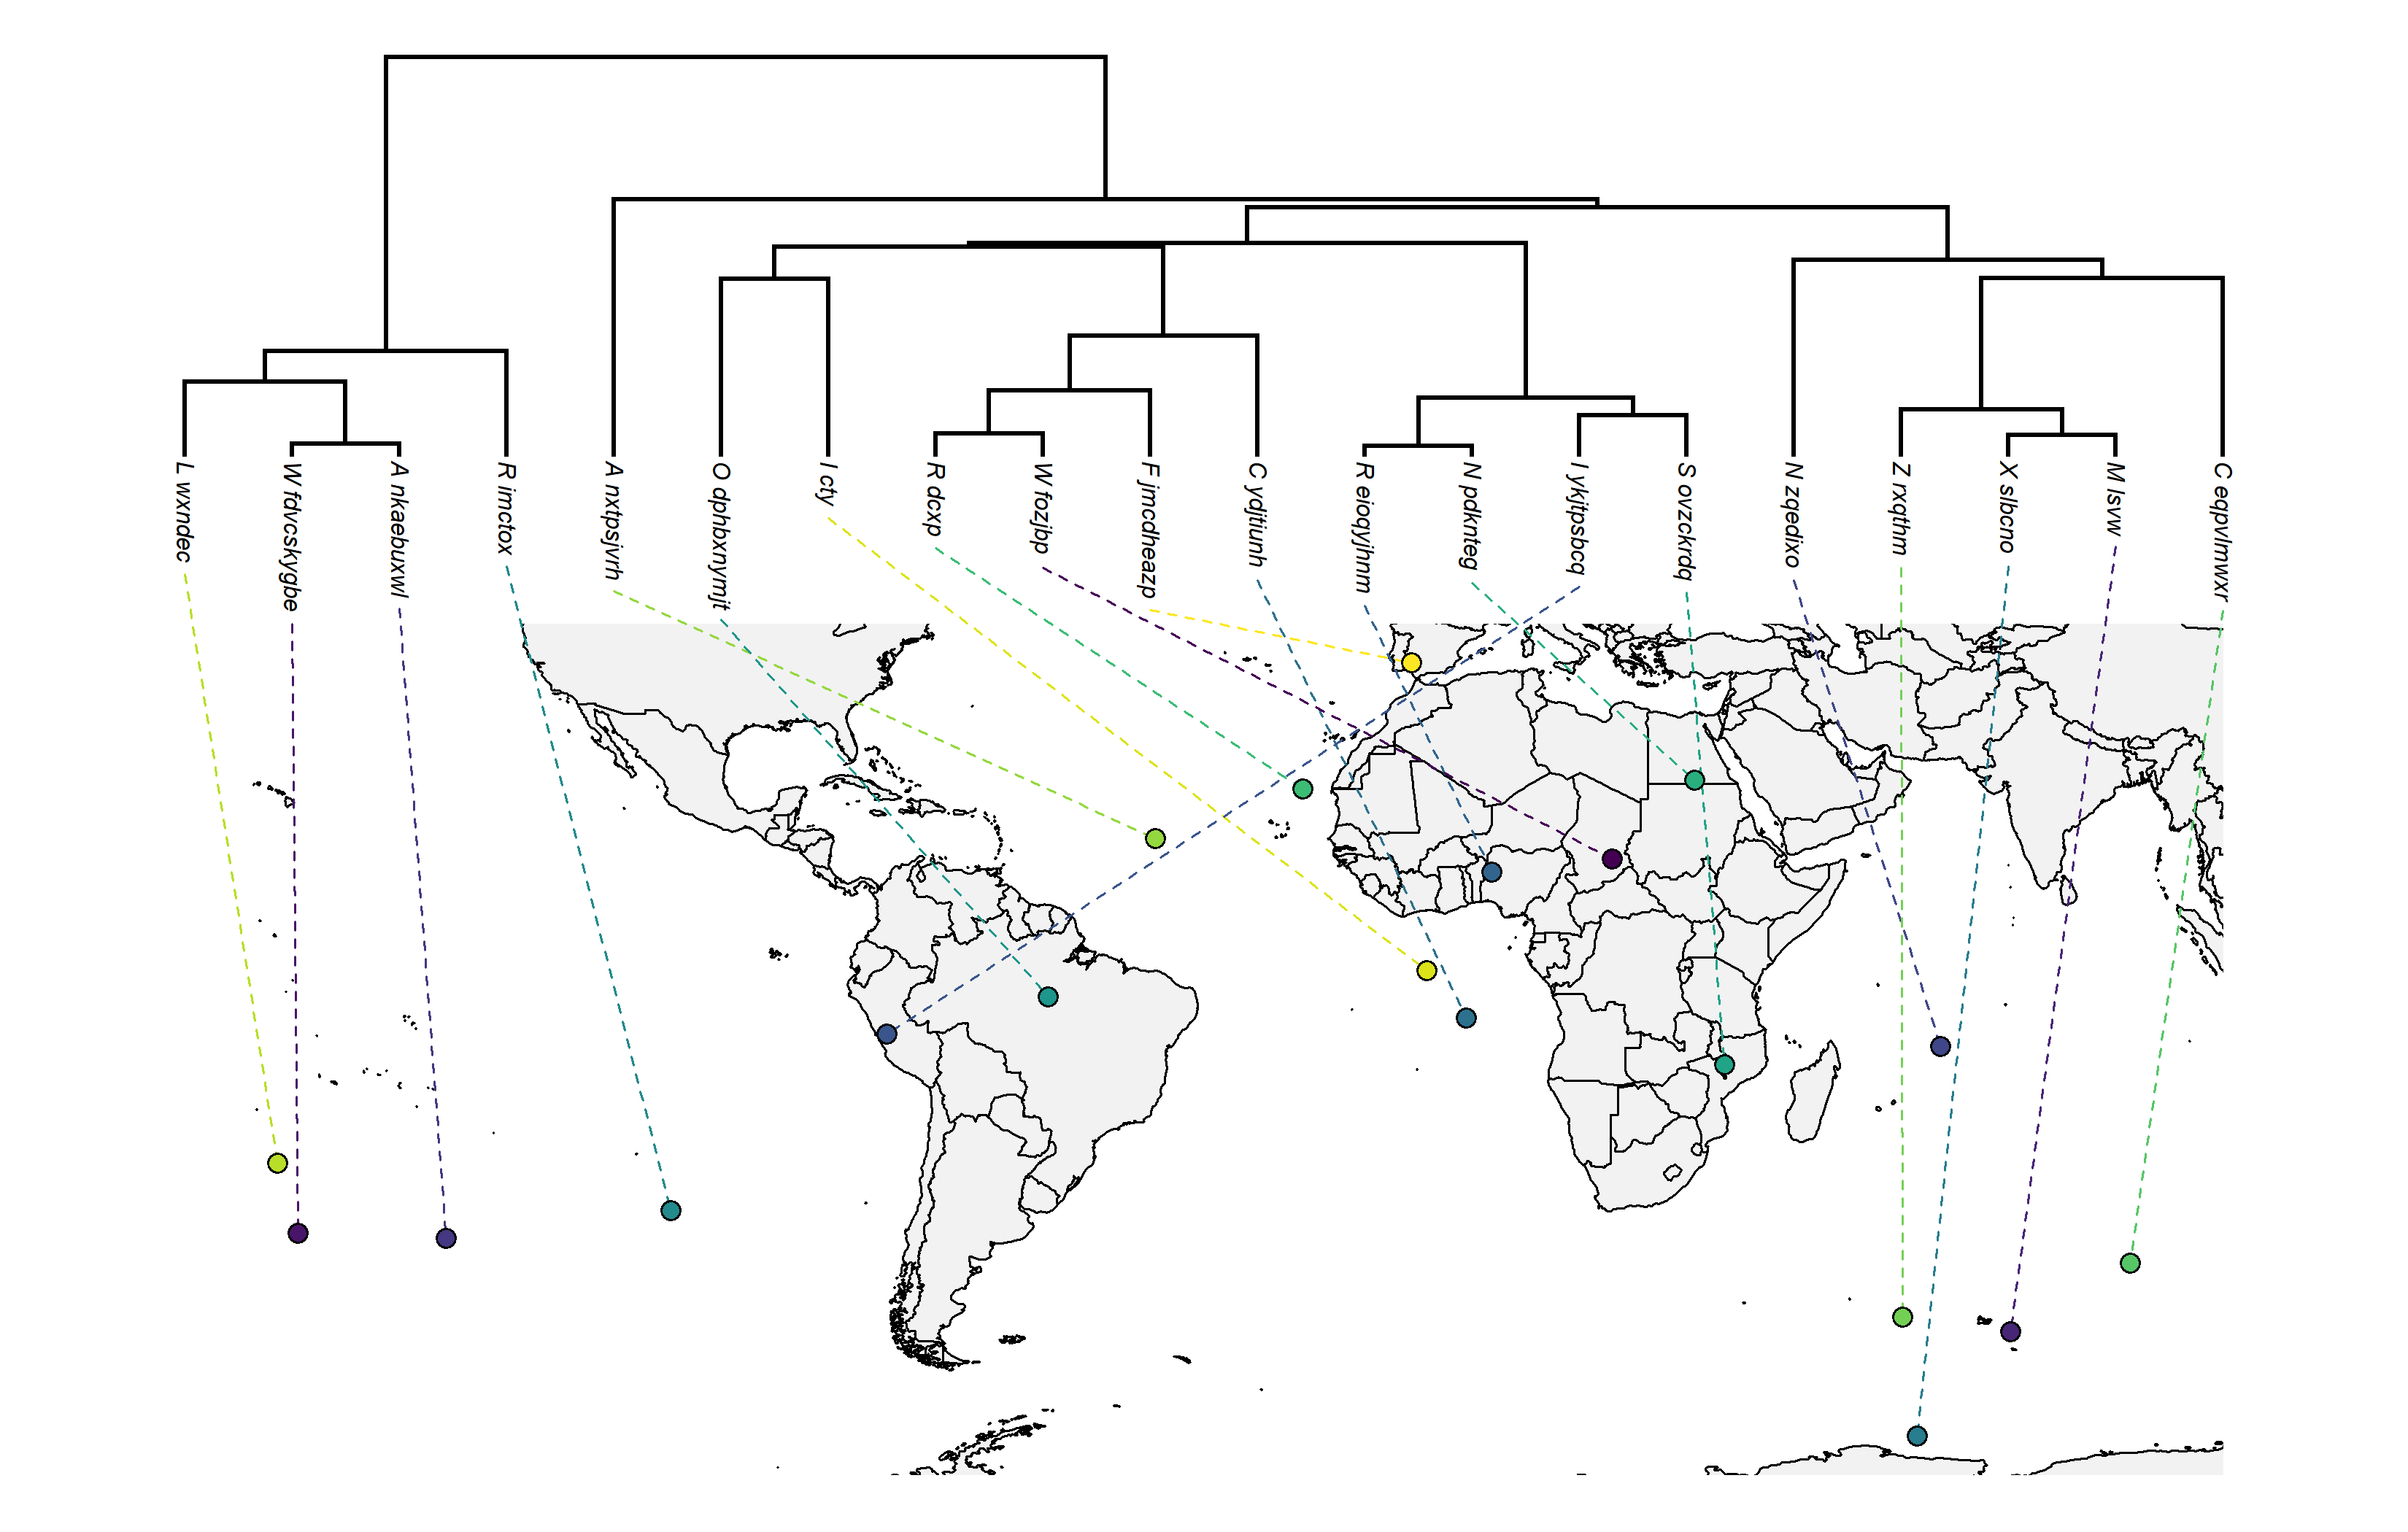 L wxndec
W fdvcskygbe
A nkaebuxwl
R imctox
A nxtpsjvrh
O dphbxnymjt
I cty
R dcxp
W fozjbp
F jmcdheazp
C ydjtiunh
R eioqyjhnm
N pdknteg
I ykjtpsbcq
S ovzckrdq
N zqedixo
Z rxqthm
X slbcno
M lsvw
C eqpvlmwxr